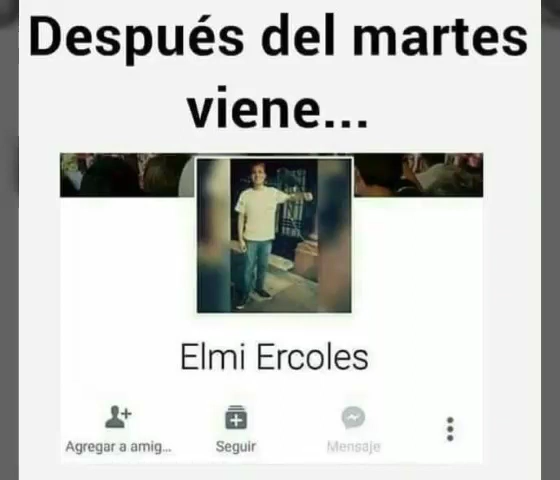 Después del martes
viene...
Elmi Ercoles
Agregar a amig...
Seguir
Mensaje